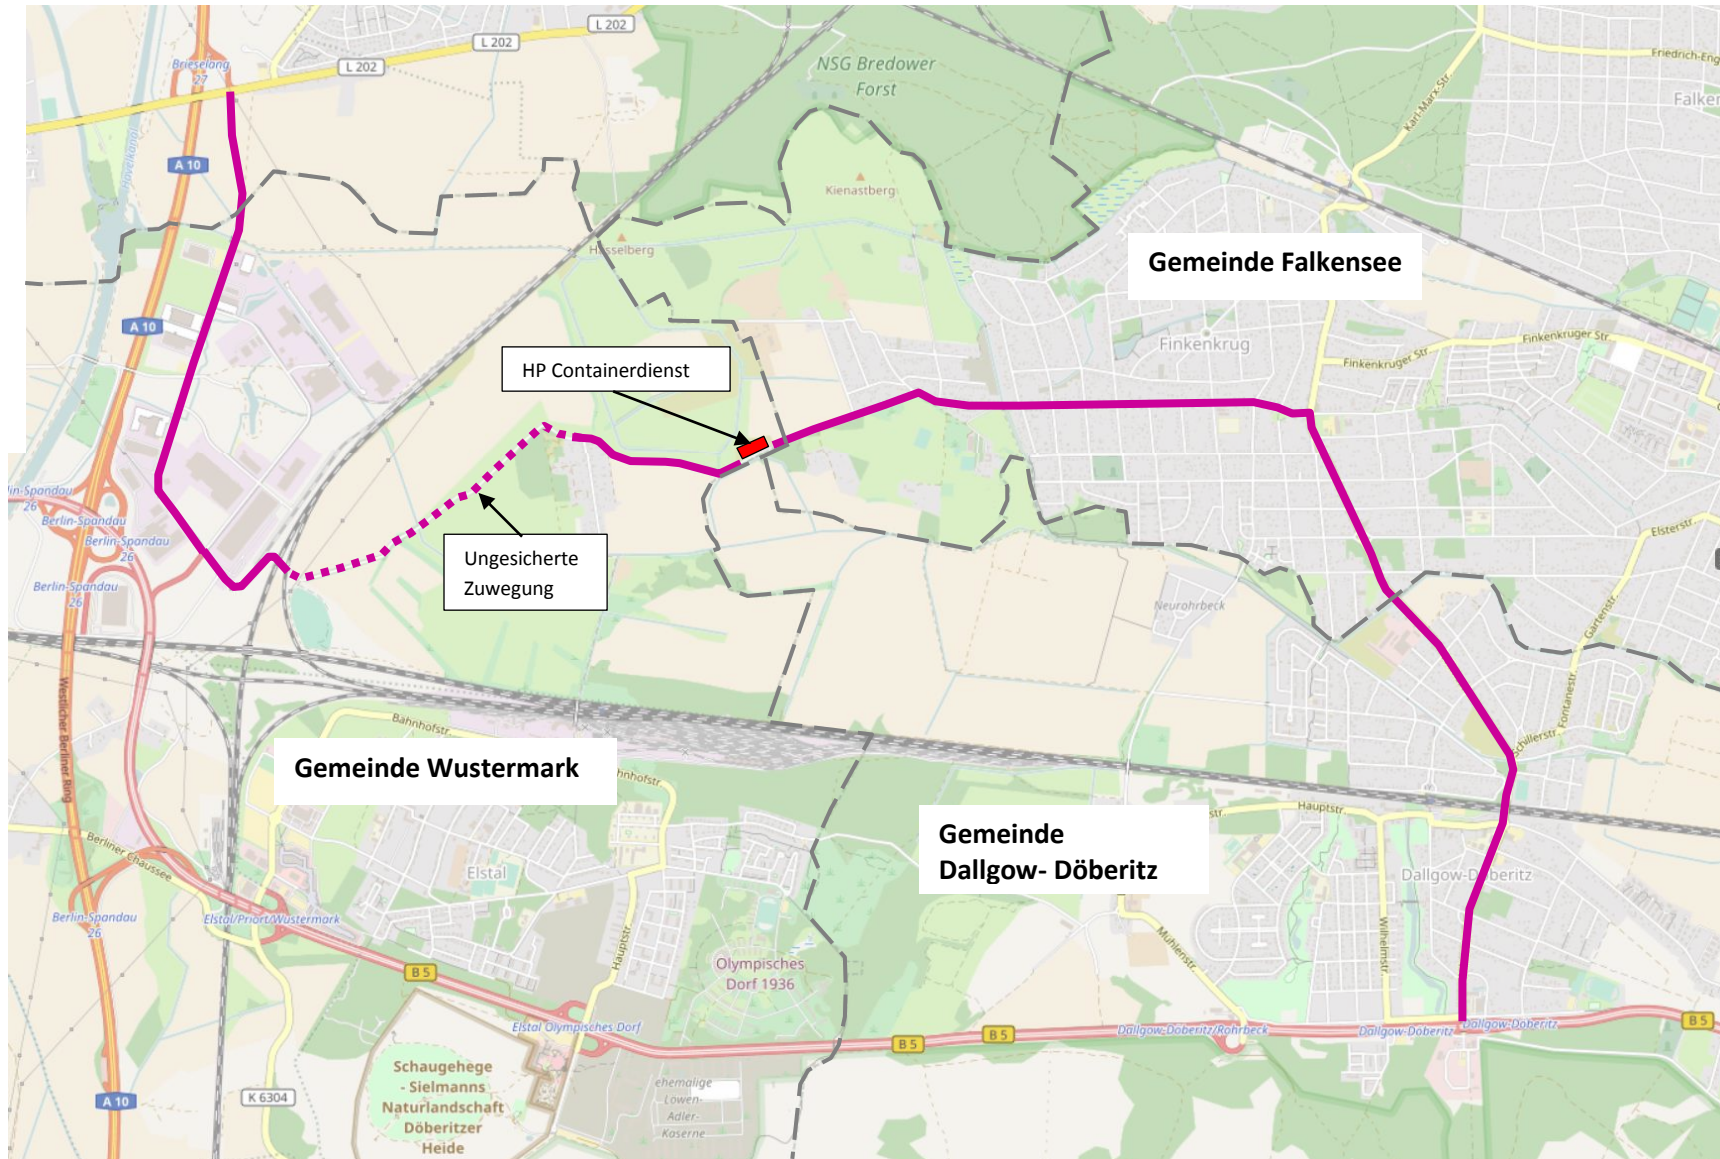 L 202
L 202
L 202
Brieselang
27
NSG Bredower
Forst
Karl-Marx-Str.
Friedrich-Eng
Falken
Havelkanal
A 10
Kienastberg
Hasselberg
Gemeinde Falkensee
A 10
Finkenkrug
Finkenkruger Str.
Finkenkruger Str.
HP Containerdienst
lin-Spandau
26
Berlin-Spandau
26
Berlin-Spandau
26
Ungesicherte
Zuwegung
Elsterstr.
Neurohrbeck
Gartenstr.
Westlicher Berliner Ring
Fontanestr.
Bahnhofstr.
Schillerstr.
Gemeinde Wustermark
hnhofstr.
Hauptstr.
Gemeinde
Dallgow- Döberitz
Berliner Chaussee
Elstal
Dallgow-Döberitz
Berlin-Spandau
26
Elstal/Priort/Wustermark
Hauptstr.
Mühlenstr.
Wilhelmstr.
B 5
Olympisches
Dorf 1936
Elstal Olympisches Dorf
B 5
B 5
Dallgow-Döberitz/Rohrbeck
Dallgow-Döberitz
Dallgow-Döberitz
B 5
Schaugehege
- Sielmanns
Naturlandschaft
Döberitzer
Heide
ehemalige
Löwen-
Adler-
Kaserne
A 10
K 6304